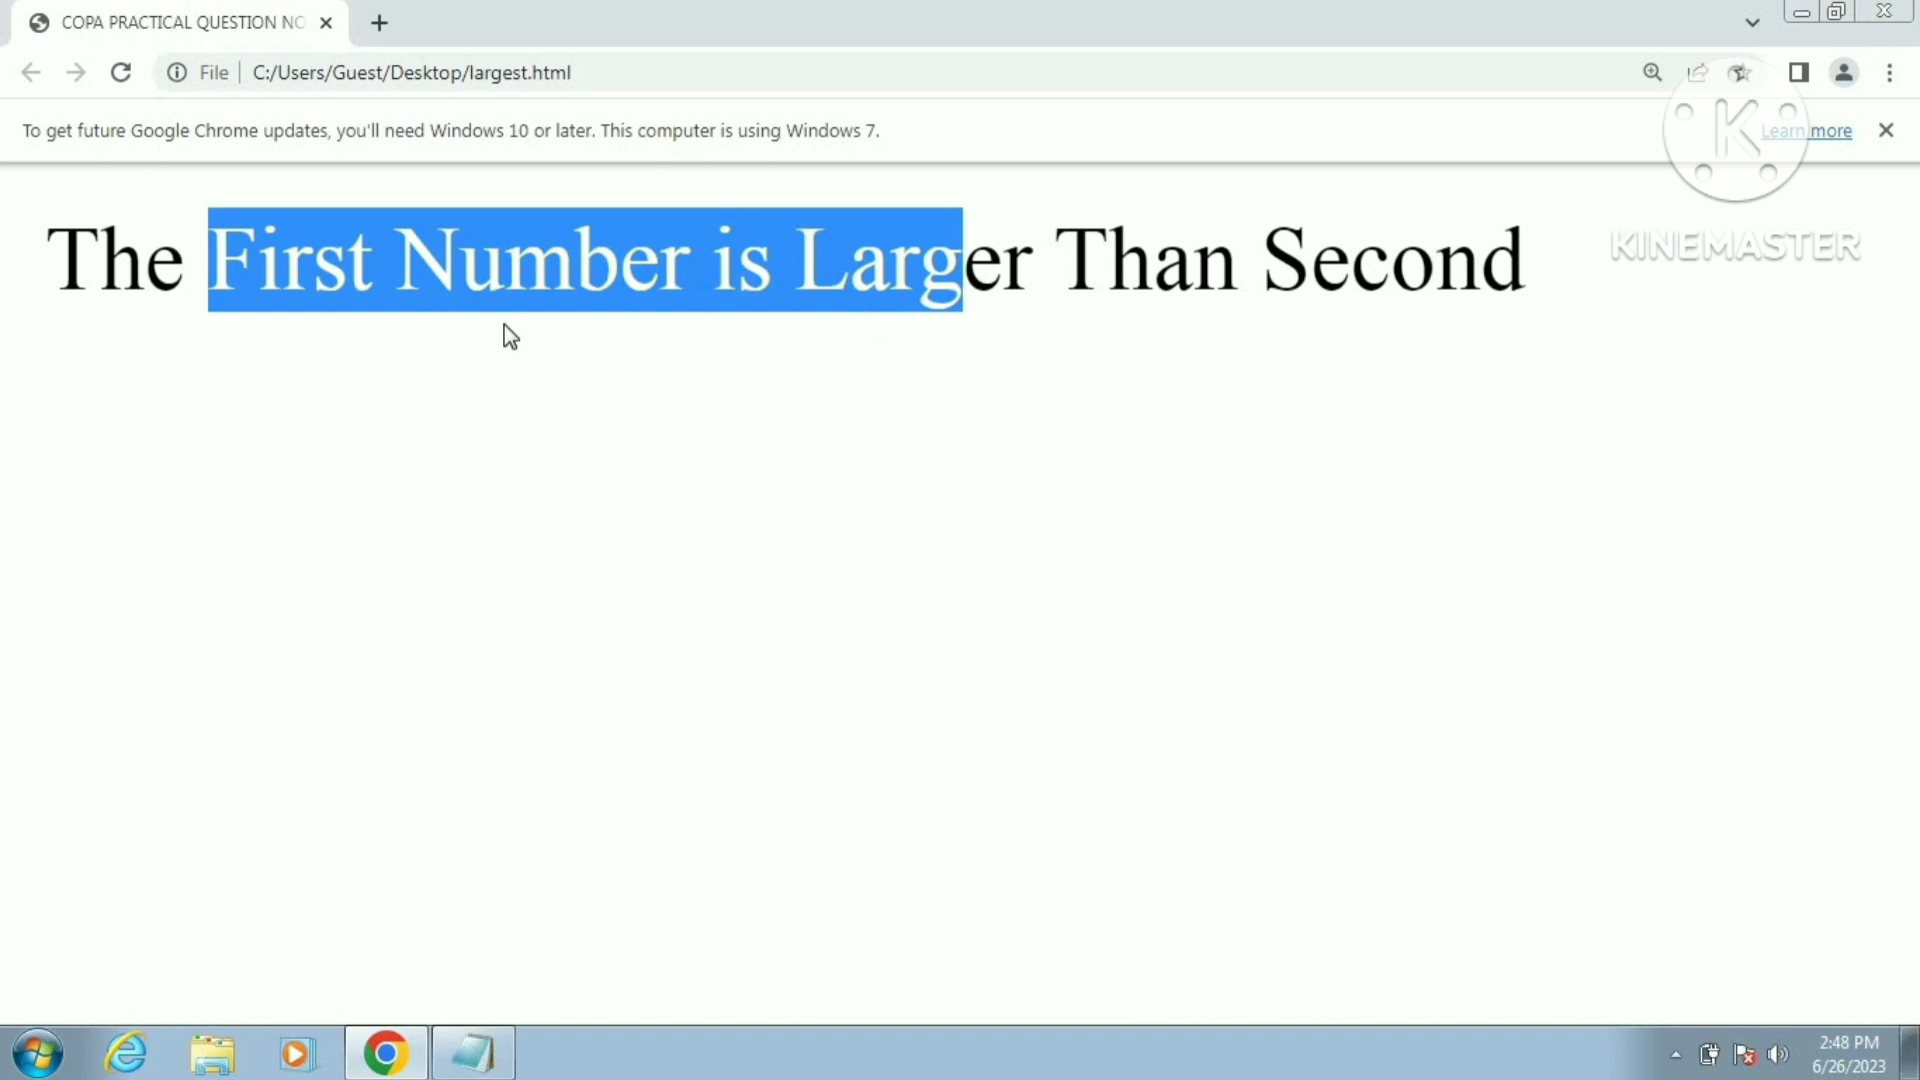 COPA PRACTICAL QUESTION NO
File
C:/Users/Guest/Desktop/largest.html
To get future Google Chrome updates, you'll need Windows 10 or later. This computer is using Windows 7.
Learn more
K
KINEMASTER
The First Number is Larger Than Second
2:48 PM
6/26/2023